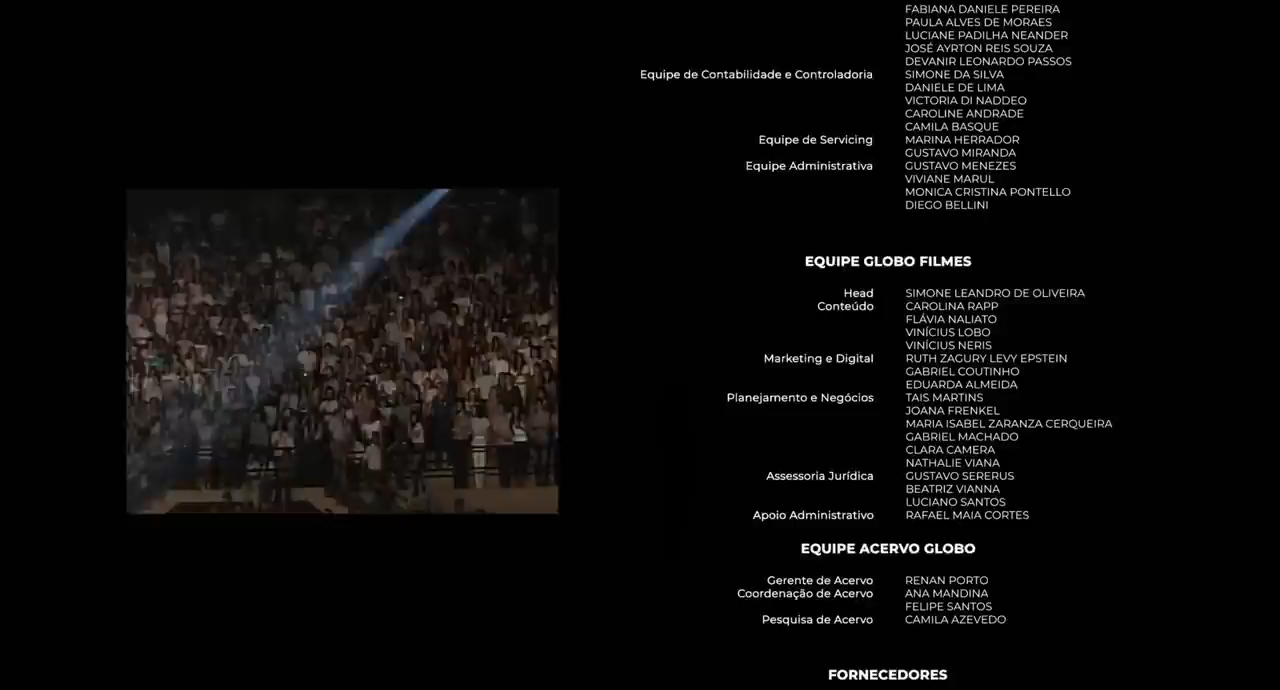 FABIANA DANIELE PEREIRA
PAULA ALVES DE MORAES
LUCIANE PADILHA NEANDER
JOSÉ AYRTON REIS SOUZA
DEVANIR LEONARDO PASSOS
Equipe de Contabilidade e Controladoria SIMONE DA SILVA
DANIELE DE LIMA
VICTORIA DI NADDEO
CAROLINE ANDRADE
CAMILA BASQUE
Equipe de Servicing MARINA HERRADOR
GUSTAVO MIRANDA
Equipe Administrativa GUSTAVO MENEZES
VIVIANE MARUL
MONICA CRISTINA PONTELLO
DIEGO BELLINI
EQUIPE GLOBO FILMES
Head SIMONE LEANDRO DE OLIVEIRA
Conteúdo CAROLINA RAPP
FLÁVIA NALIATO
VINÍCIUS LOBO
VINÍCIUS NERIS
Marketing e Digital RUTH ZAGURY LEVY EPSTEIN
GABRIEL COUTINHO
EDUARDA ALMEIDA
Planejamento e Negócios TAIS MARTINS
JOANA FRENKEL
MARIA ISABEL ZARANZA CERQUEIRA
GABRIEL MACHADO
CLARA CAMERA
NATHALIE VIANA
Assessoria Jurídica GUSTAVO SERERUS
BEATRIZ VIANNA
LUCIANO SANTOS
Apoio Administrativo RAFAEL MAIA CORTES
EQUIPE ACERVO GLOBO
Gerente de Acervo RENAN PORTO
Coordenação de Acervo ANA MANDINA
FELIPE SANTOS
Pesquisa de Acervo CAMILA AZEVEDO
FORNECEDORES